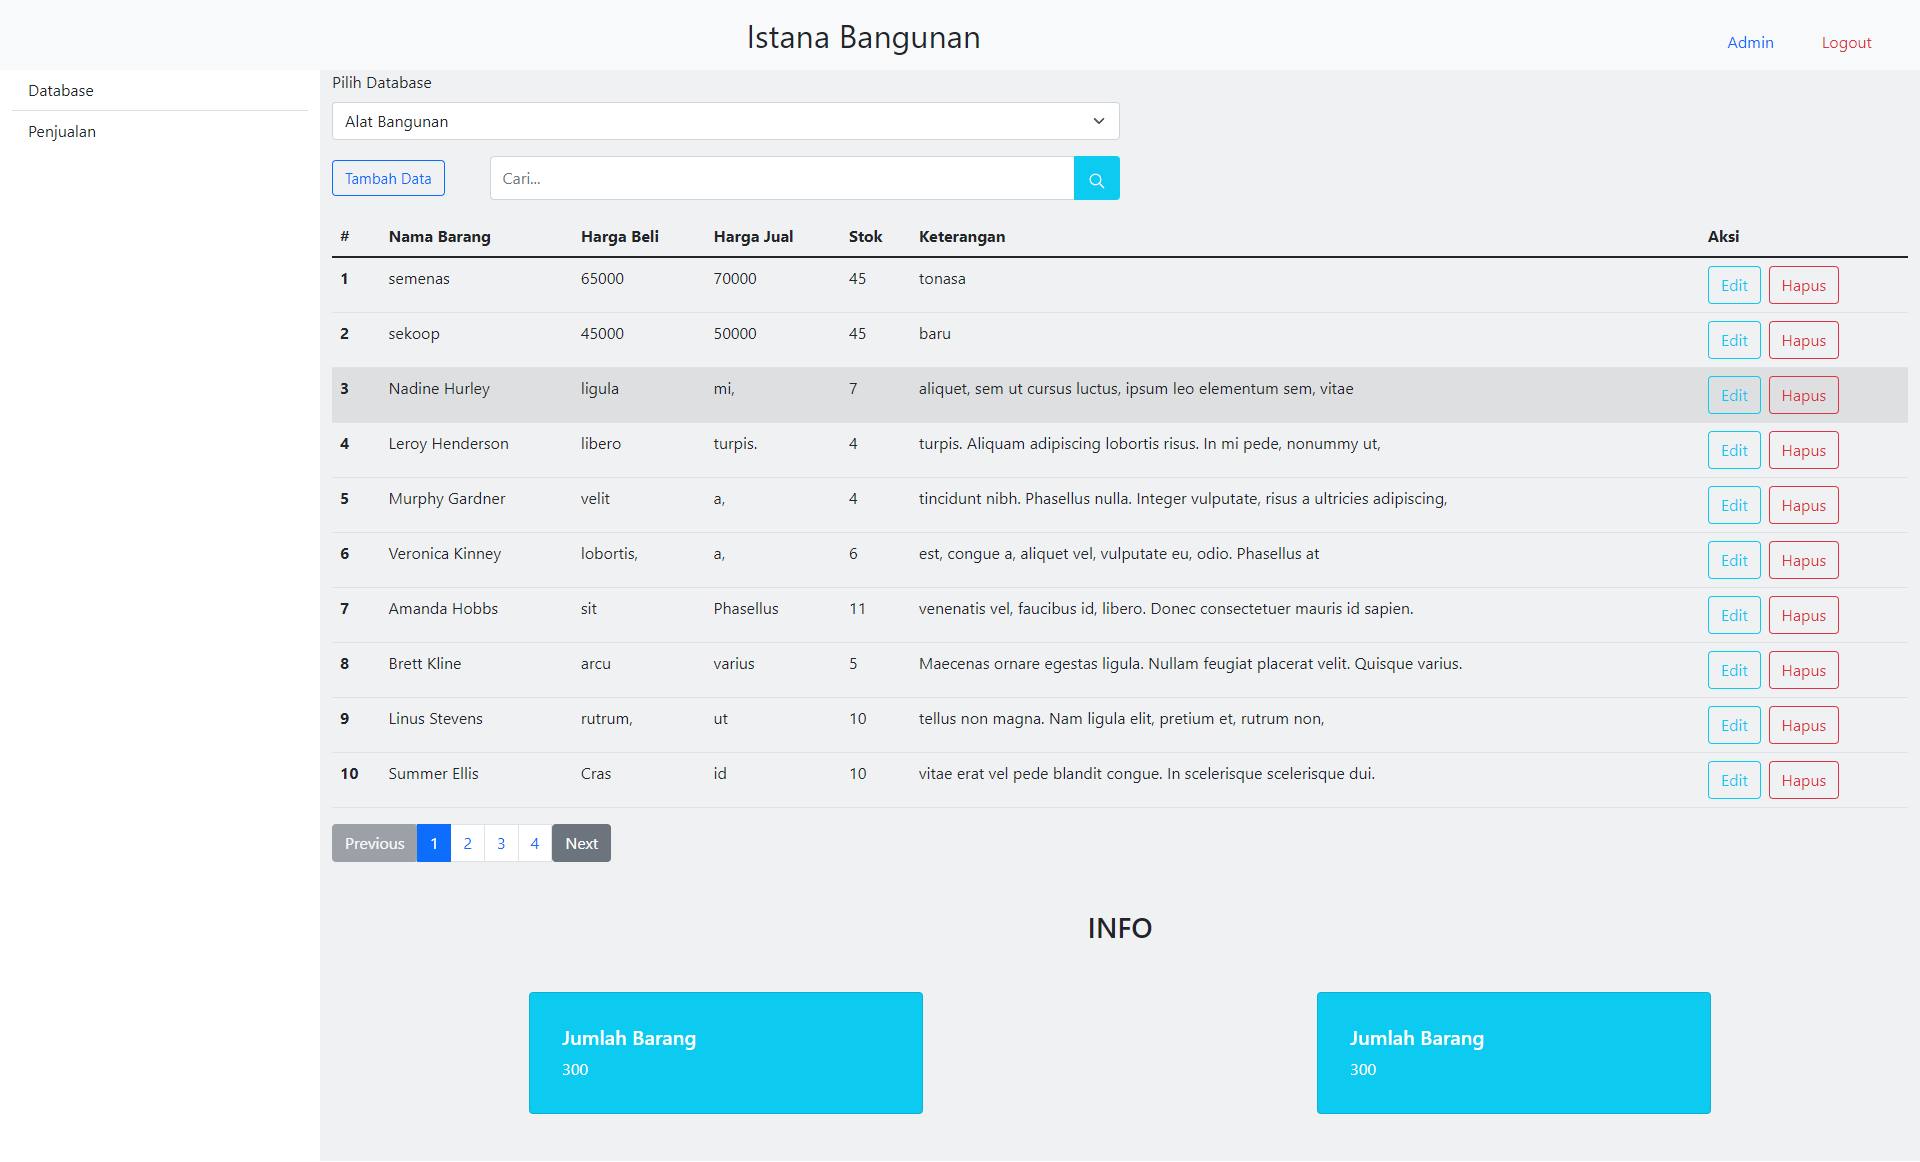 Istana Bangunan
Admin Logout
Database
Penjualan
Pilih Database
Alat Bangunan
Tambah Data Cari...
# Nama Barang Harga Beli Harga Jual Stok Keterangan Aksi
1 semenas 65000 70000 45 tonasa Edit Hapus
2 sekoop 45000 50000 45 baru Edit Hapus
3 Nadine Hurley ligula mi, 7 aliquet, sem ut cursus luctus, ipsum leo elementum sem, vitae Edit Hapus
4 Leroy Henderson libero turpis. 4 turpis. Aliquam adipiscing lobortis risus. In mi pede, nonummy ut, Edit Hapus
5 Murphy Gardner velit a, 4 tincidunt nibh. Phasellus nulla. Integer vulputate, risus a ultricies adipiscing, Edit Hapus
6 Veronica Kinney lobortis, a, 6 est, congue a, aliquet vel, vulputate eu, odio. Phasellus at Edit Hapus
7 Amanda Hobbs sit Phasellus 11 venenatis vel, faucibus id, libero. Donec consectetuer mauris id sapien. Edit Hapus
8 Brett Kline arcu varius 5 Maecenas ornare egestas ligula. Nullam feugiat placerat velit. Quisque varius. Edit Hapus
9 Linus Stevens rutrum, ut 10 tellus non magna. Nam ligula elit, pretium et, rutrum non, Edit Hapus
10 Summer Ellis Cras id 10 vitae erat vel pede blandit congue. In scelerisque scelerisque dui. Edit Hapus
Previous 1 2 3 4 Next
INFO
Jumlah Barang
300
Jumlah Barang
300